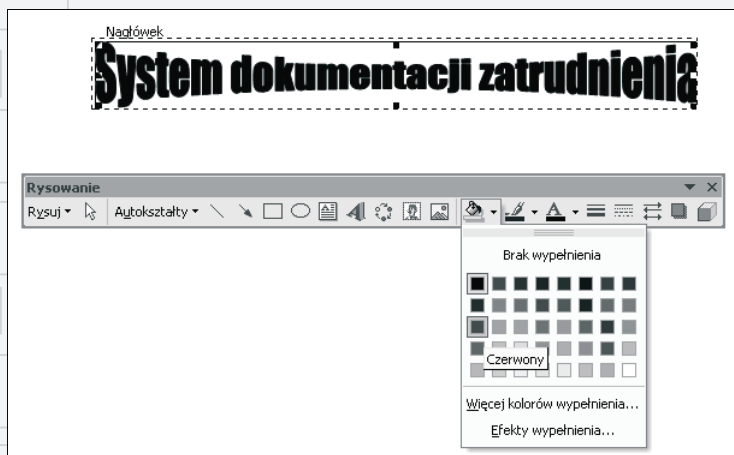 Nagłówek
System dokumentacji zatrudnienia
Rysowanie
Rysuj Autokształty
Brak wypełnienia
Czerwony
Więcej kolorów wypełnienia...
Efekty wypełnienia...